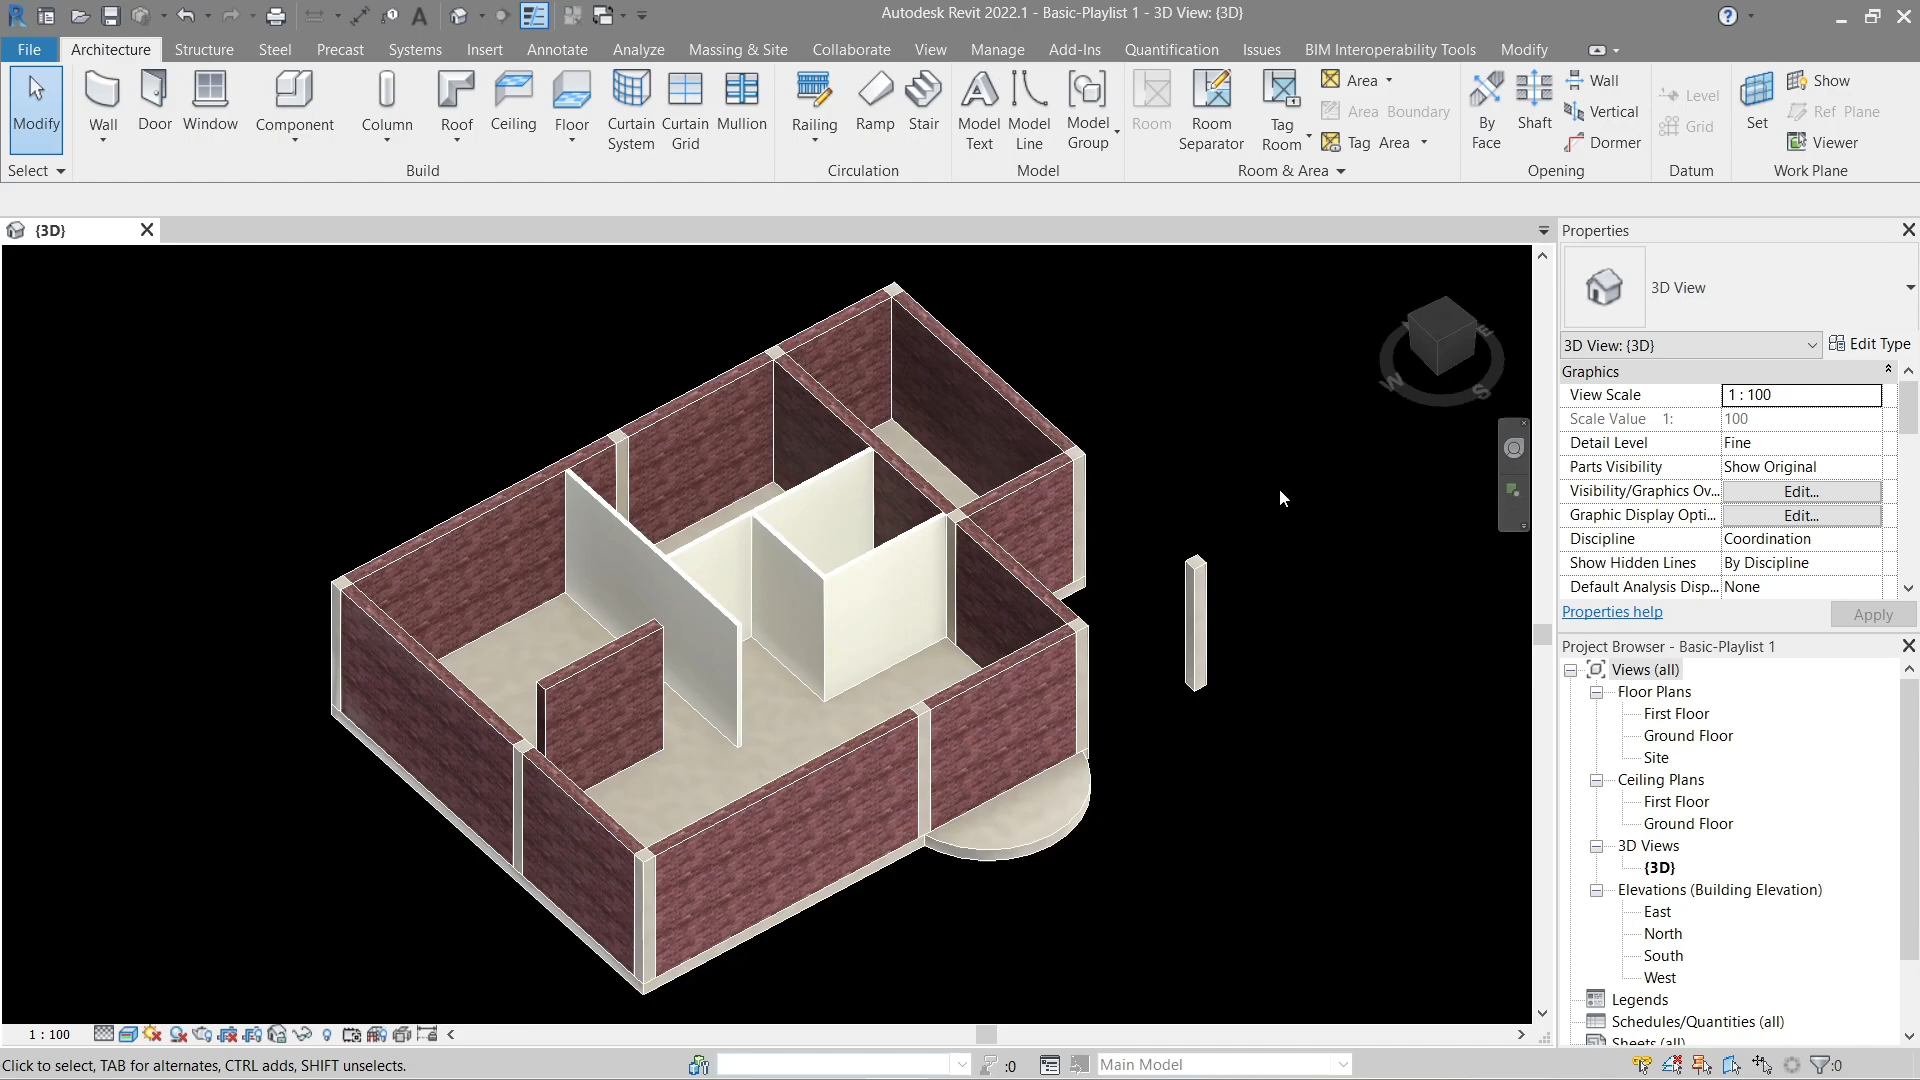 Autodesk Revit 2022.1 - Basic-Playlist 1 - 3D View: {3D}
File Architecture Structure Steel Precast Systems Insert Annotate Analyze Massing & Site Collaborate View Manage Add-Ins Quantification Issues BIM Interoperability Tools Modify
Modify
Wall
Door
Window
Component
Column
Roof
Ceiling
Floor
Curtain System
Curtain Grid
Mullion
Railing
Ramp
Stair
Model Text
Model Line
Model Group
Room
Room Separator
Tag Room
Area
Area Boundary
Tag Area
By Face
Shaft
Wall
Vertical
Dormer
Level
Grid
Set
Show
Ref Plane
Viewer
Select Build Circulation Model Room & Area Opening Datum Work Plane
{3D}
W
S
E
Properties
3D View
3D View: {3D} Edit Type
Graphics
View Scale 1 : 100
Scale Value 1: 100
Detail Level Fine
Parts Visibility Show Original
Visibility/Graphics Ov... Edit...
Graphic Display Opti... Edit...
Discipline Coordination
Show Hidden Lines By Discipline
Default Analysis Disp... None
Properties help Apply
Project Browser - Basic-Playlist 1
Views (all)
Floor Plans
First Floor
Ground Floor
Site
Ceiling Plans
First Floor
Ground Floor
3D Views
{3D}
Elevations (Building Elevation)
East
North
South
West
Legends
Schedules/Quantities (all)
Sheets (all)
1 : 100
Click to select, TAB for alternates, CTRL adds, SHIFT unselects. :0 Main Model :0